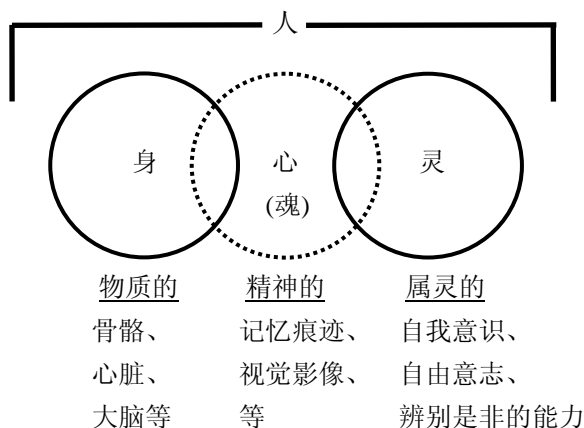 人
身
心
(魂)
灵
物质的
骨骼、
心脏、
大脑等
精神的
记忆痕迹、
视觉影像、
等
属灵的
自我意识、
自由意志、
辨别是非的能力